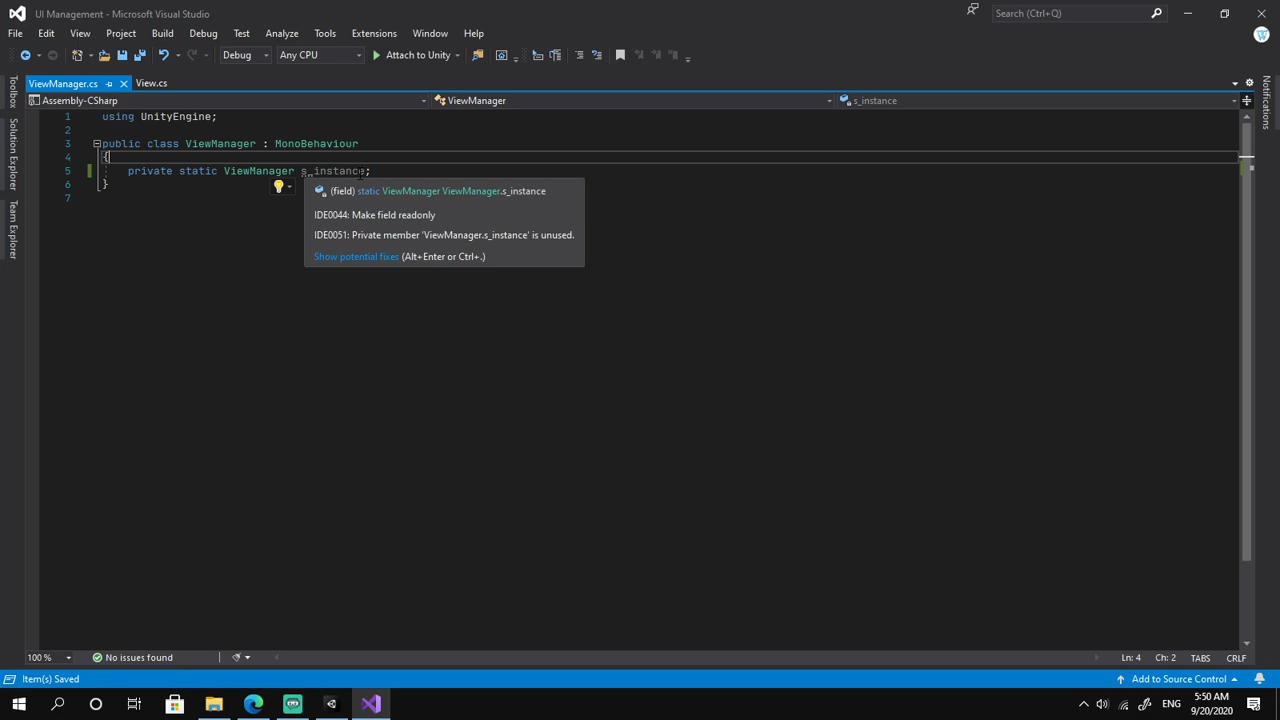 UI Management - Microsoft Visual Studio
Search (Ctrl+Q)
File Edit View Project Build Debug Test Analyze Tools Extensions Window Help
Debug Any CPU Attach to Unity
ViewManager.cs View.cs
Assembly-CSharp ViewManager s_instance
Toolbox
Solution Explorer
Team Explorer
Notifications
1 using UnityEngine;
2
3 public class ViewManager : MonoBehaviour
4 {
5 private static ViewManager s_instance;
6 }
7
(field) static ViewManager ViewManager.s_instance
IDE0044: Make field readonly
IDE0051: Private member 'ViewManager.s_instance' is unused.
Show potential fixes (Alt+Enter or Ctrl+.)
100 % No issues found Ln: 4 Ch: 2 TABS CRLF
Item(s) Saved Add to Source Control
5:50 AM
ENG
9/20/2020